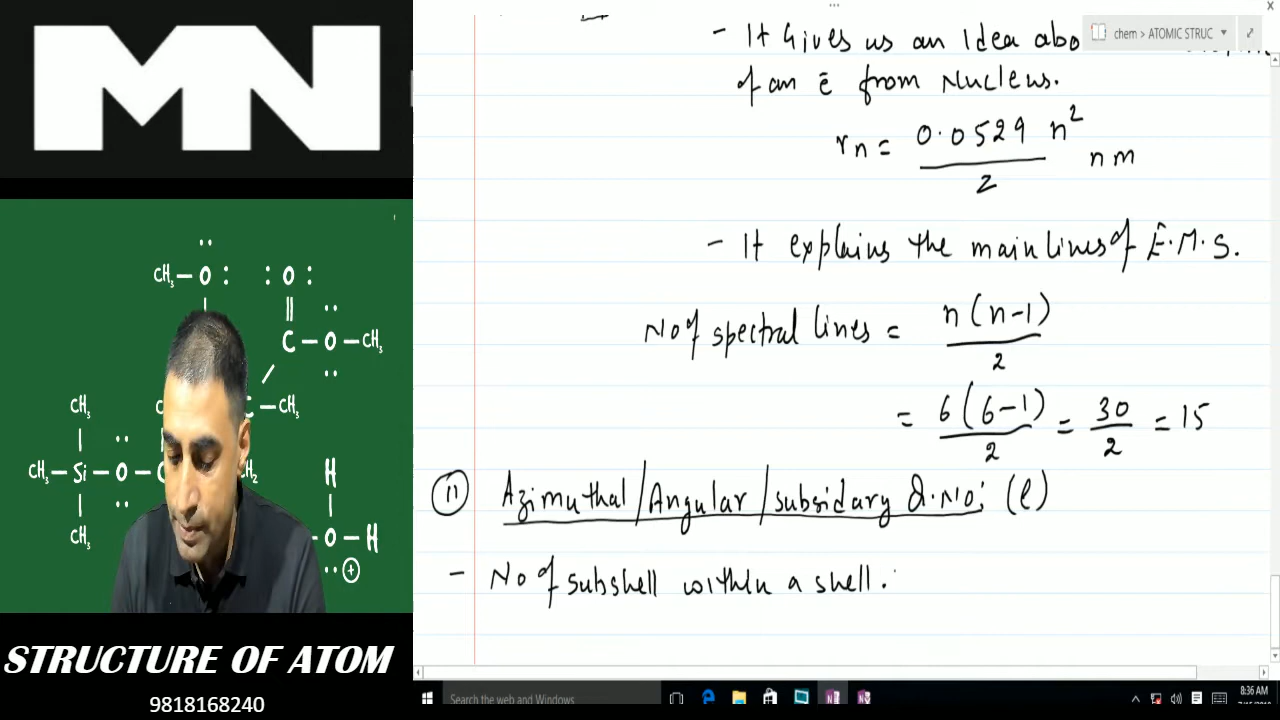 MN
STRUCTURE OF ATOM
9818168240
chem > ATOMIC STRUC
- It Gives us an Idea abo
of an ē from Nucleus.
rn = 0.0529 n² / Z nm
- It explains the main lines of E.M.S.
No of spectral lines = n(n-1) / 2
= 6(6-1) / 2 = 30 / 2 = 15
(11) Azimuthal/Angular/subsidary Q.No; (l)
- No of subshell within a shell.
CH₃ — O : : O :
C — O — CH₃
CH₃
— CH₃
CH₃ — Si — O —
H
CH₃
O — H
+
Search the web and Windows
8:36 AM